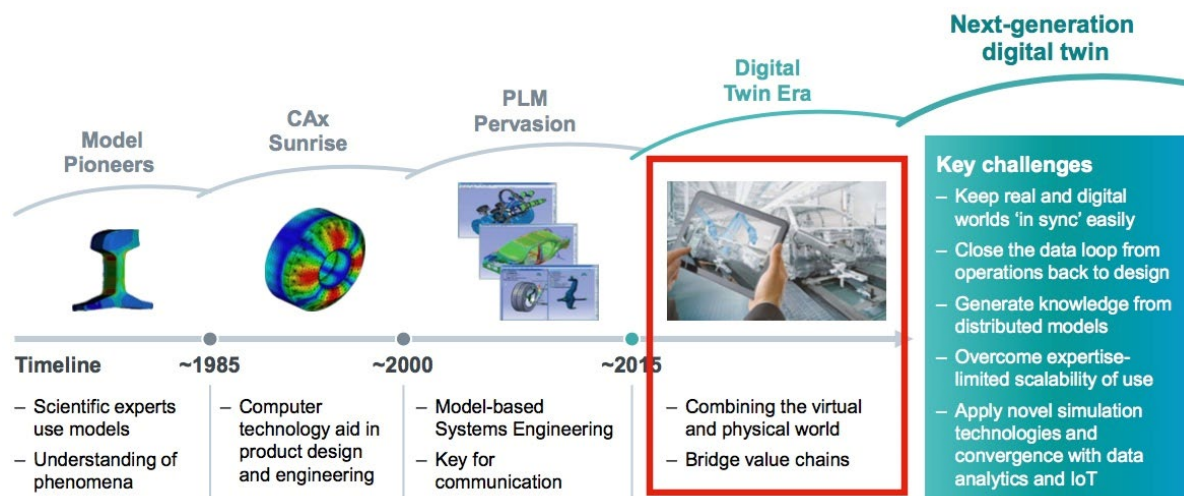 Next-generation
digital twin
Digital
Twin Era
PLM
Pervasion
CAx
Sunrise
Model
Pioneers
Timeline
~1985
~2000
~2015
– Scientific experts
use models
– Understanding of
phenomena
– Computer
technology aid in
product design
and engineering
– Model-based
Systems Engineering
– Key for
communication
– Combining the virtual
and physical world
– Bridge value chains
Key challenges
– Keep real and digital
worlds ‘in sync’ easily
– Close the data loop from
operations back to design
– Generate knowledge from
distributed models
– Overcome expertise-
limited scalability of use
– Apply novel simulation
technologies and
convergence with data
analytics and IoT